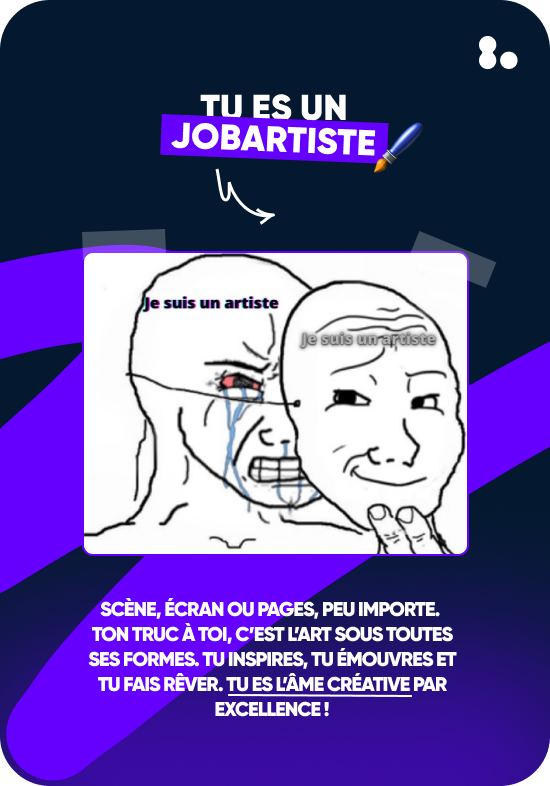 TU ES UN
JOBARTISTE
Je suis un artiste
Je suis un artiste
SCÈNE, ÉCRAN OU PAGES, PEU IMPORTE.
TON TRUC À TOI, C'EST L'ART SOUS TOUTES
SES FORMES. TU INSPIRES, TU ÉMOUVRES ET
TU FAIS RÊVER. TU ES L'ÂME CRÉATIVE PAR
EXCELLENCE !